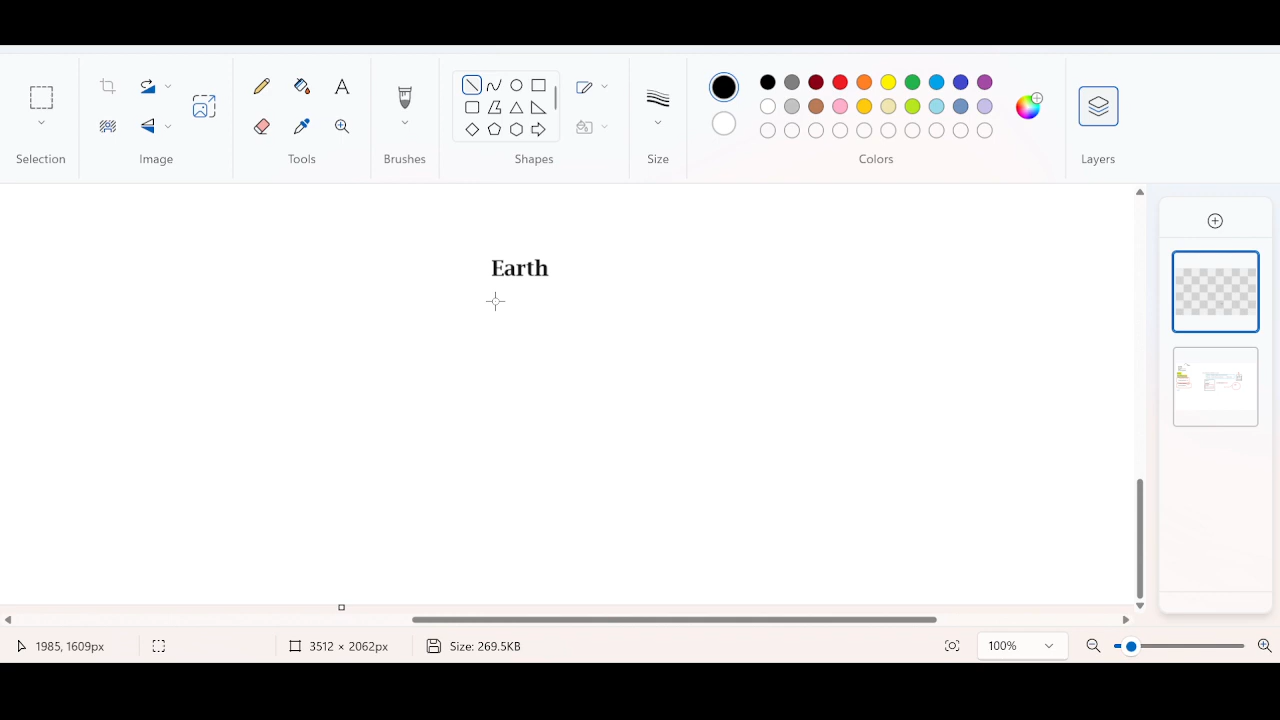 Selection
Image
Tools
Brushes
Shapes
Size
Colors
Layers
Earth
1985, 1609px
3512 × 2062px
Size: 269.5KB
100%